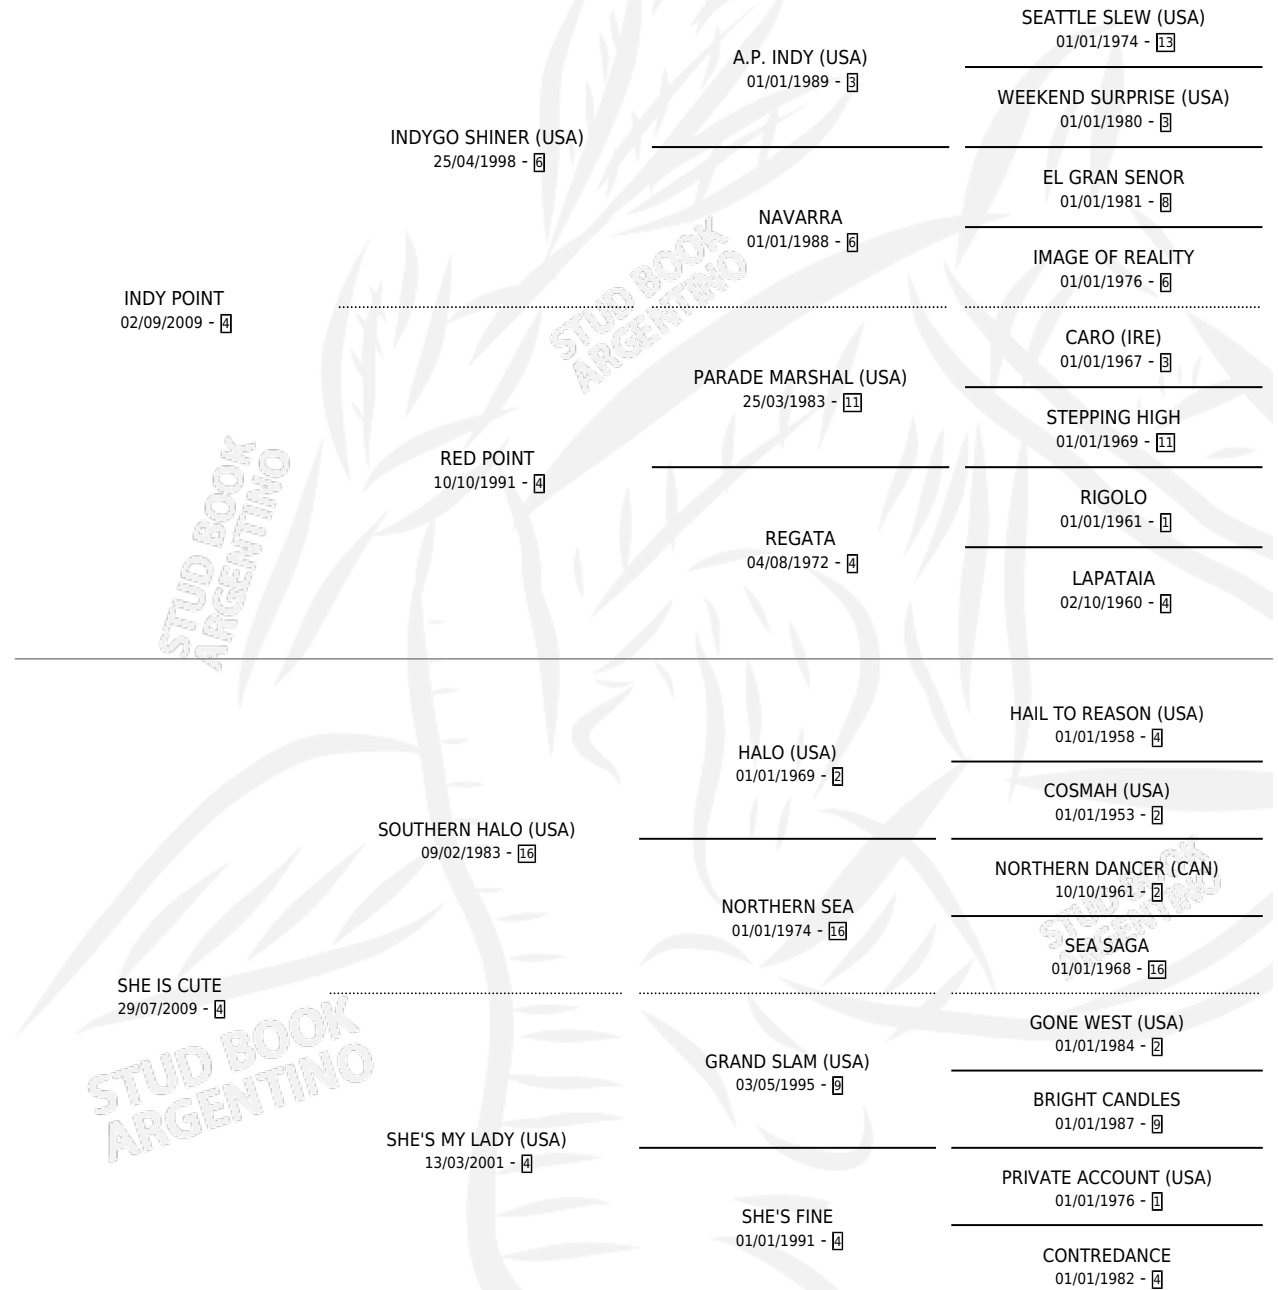 SEATTLE SLEW (USA)
01/01/1974 - 13
A.P. INDY (USA)
01/01/1989 - 3
WEEKEND SURPRISE (USA)
01/01/1980 - 3
INDYGO SHINER (USA)
25/04/1998 - 6
EL GRAN SENOR
01/01/1981 - 8
NAVARRA
01/01/1988 - 6
IMAGE OF REALITY
01/01/1976 - 6
INDY POINT
02/09/2009 - 4
CARO (IRE)
01/01/1967 - 3
PARADE MARSHAL (USA)
25/03/1983 - 11
STEPPING HIGH
01/01/1969 - 11
RED POINT
10/10/1991 - 4
RIGOLO
01/01/1961 - 1
REGATA
04/08/1972 - 4
LAPATAIA
02/10/1960 - 4
HAIL TO REASON (USA)
01/01/1958 - 4
HALO (USA)
01/01/1969 - 2
COSMAH (USA)
01/01/1953 - 2
SOUTHERN HALO (USA)
09/02/1983 - 16
NORTHERN DANCER (CAN)
10/10/1961 - 2
NORTHERN SEA
01/01/1974 - 16
SEA SAGA
01/01/1968 - 16
SHE IS CUTE
29/07/2009 - 4
GONE WEST (USA)
01/01/1984 - 2
GRAND SLAM (USA)
03/05/1995 - 9
BRIGHT CANDLES
01/01/1987 - 9
SHE'S MY LADY (USA)
13/03/2001 - 4
PRIVATE ACCOUNT (USA)
01/01/1976 - 1
SHE'S FINE
01/01/1991 - 4
CONTREDANCE
01/01/1982 - 4
STUD BOOK
ARGENTINO
STUD BOOK
ARGENTINO
STUD BOOK
ARGENTINO
STUD BOOK
ARGENTINO